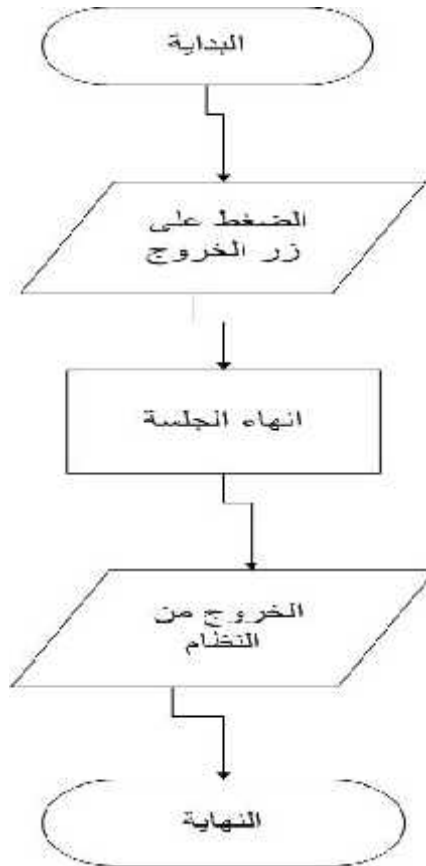 البداية
الضغط على
زر الخروج
انهاء الجلسة
الخروج من
النظام
النهاية